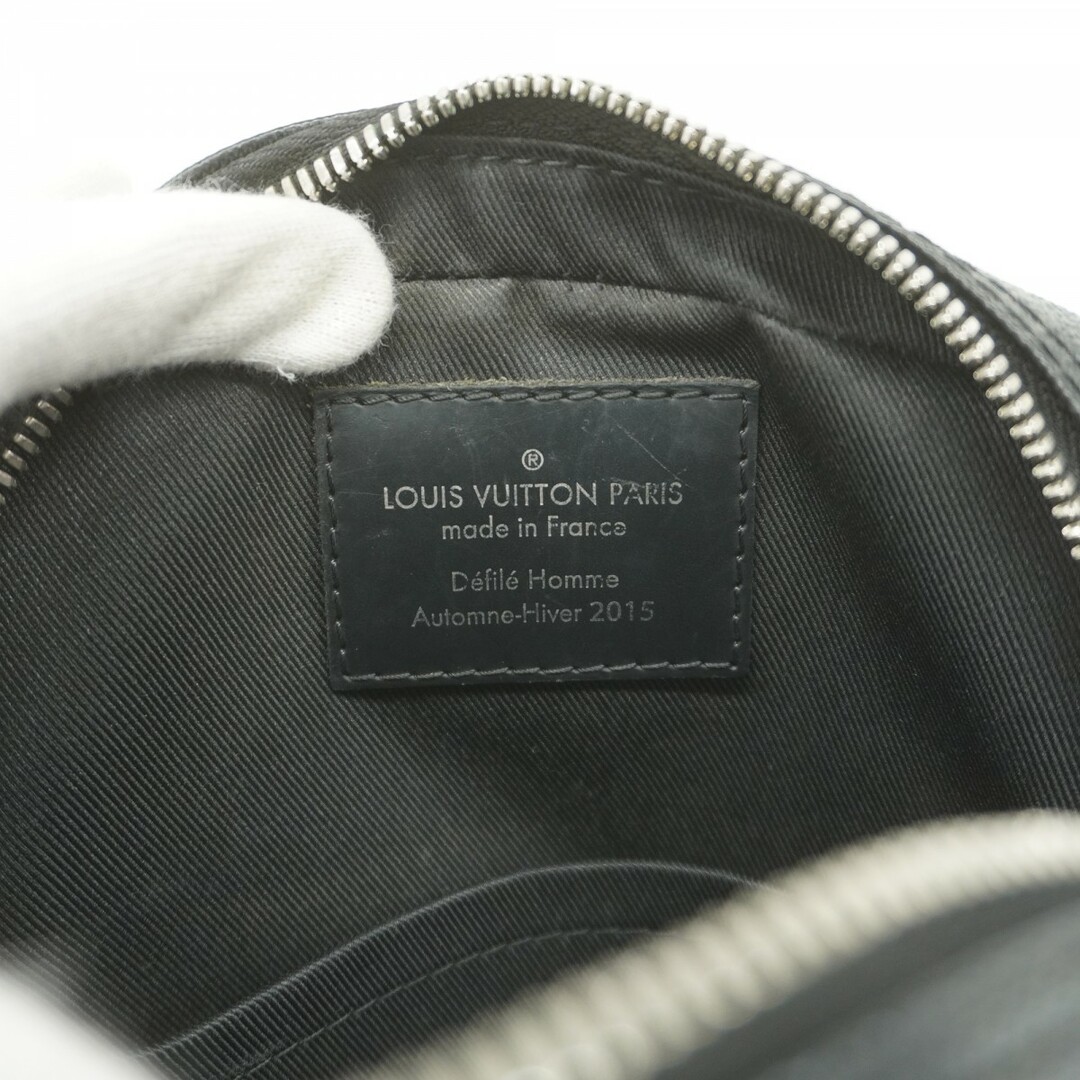 ®
LOUIS VUITTON PARIS
made in France
Défilé Homme
Automne-Hiver 2015